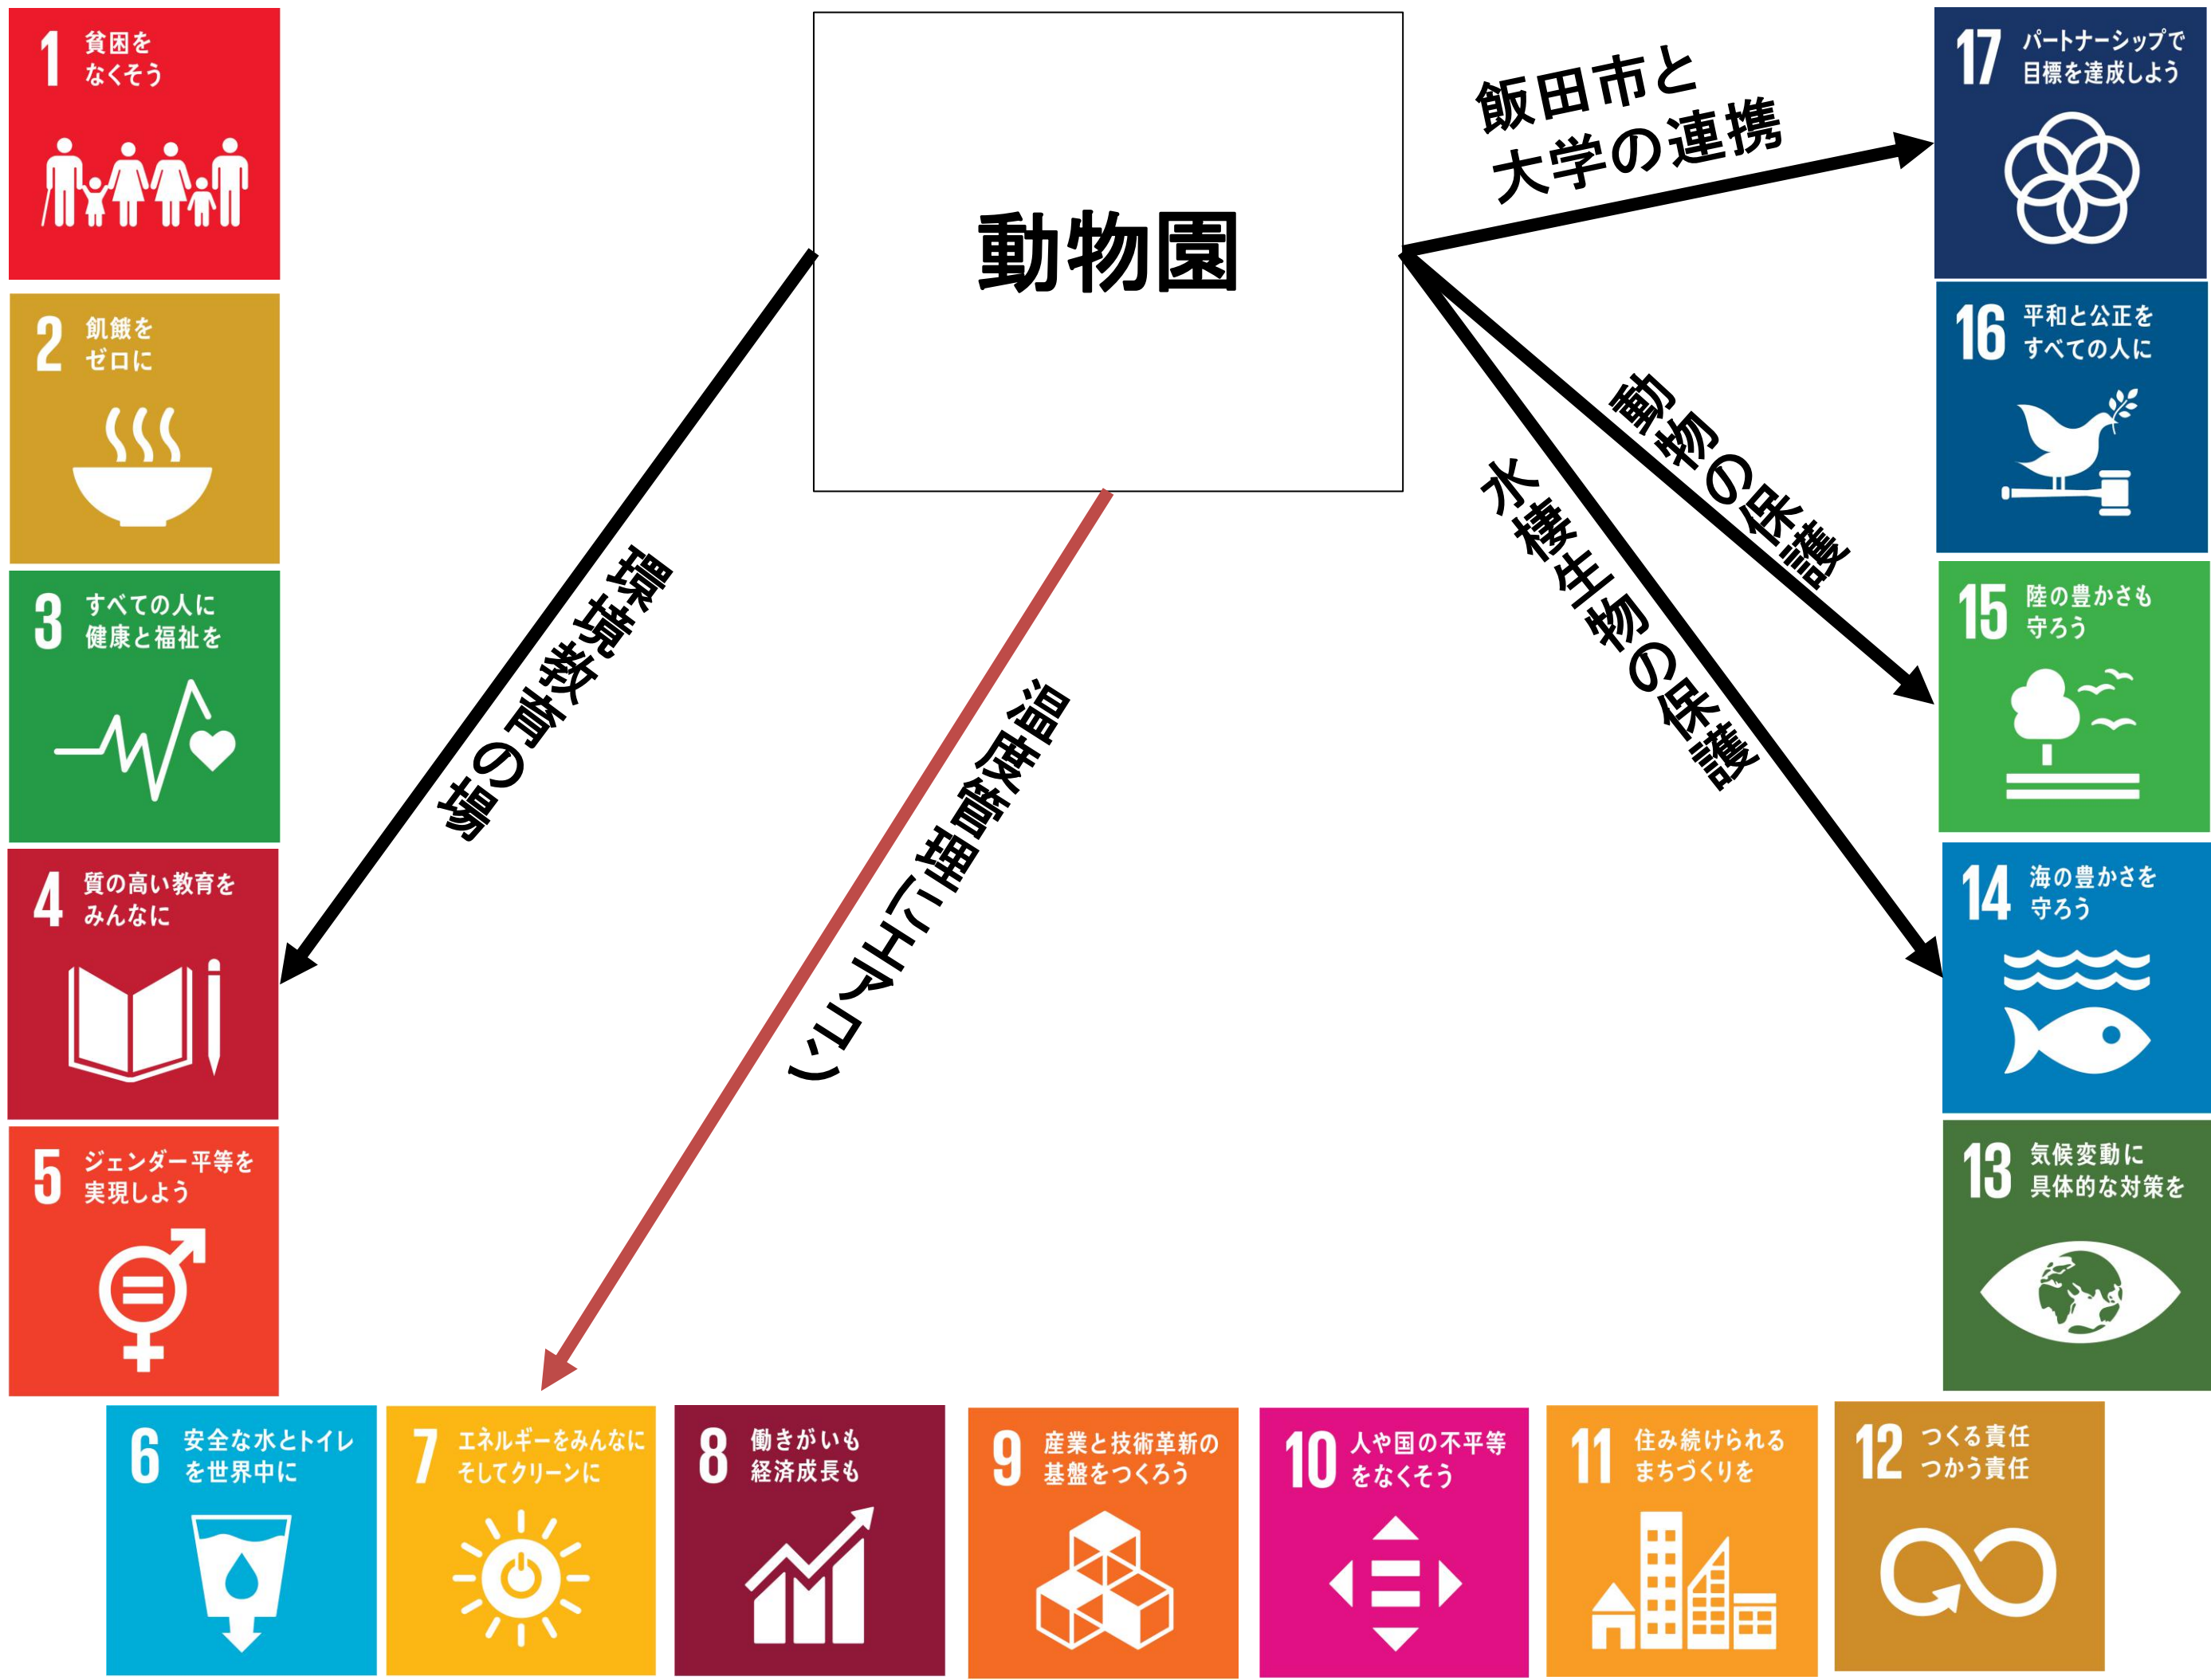 1
貧困を
なくそう
2
飢餓を
ゼロに
3
すべての人に
健康と福祉を
4
質の高い教育を
みんなに
5
ジェンダー平等を
実現しよう
動物園
環境教育の場
温度管理(エアコン)
飯田市と
大学の連携
動物の保護
水棲生物の保護
17
パートナーシップで
目標を達成しよう
16
平和と公正を
すべての人に
15
陸の豊かさも
守ろう
14
海の豊かさを
守ろう
13
気候変動に
具体的な対策を
6
安全な水とトイレ
を世界中に
7
エネルギーをみんなに
そしてクリーンに
8
働きがいも
経済成長も
9
産業と技術革新の
基盤をつくろう
10
人や国の不平等
をなくそう
11
住み続けられる
まちづくりを
12
つくる責任
つかう責任